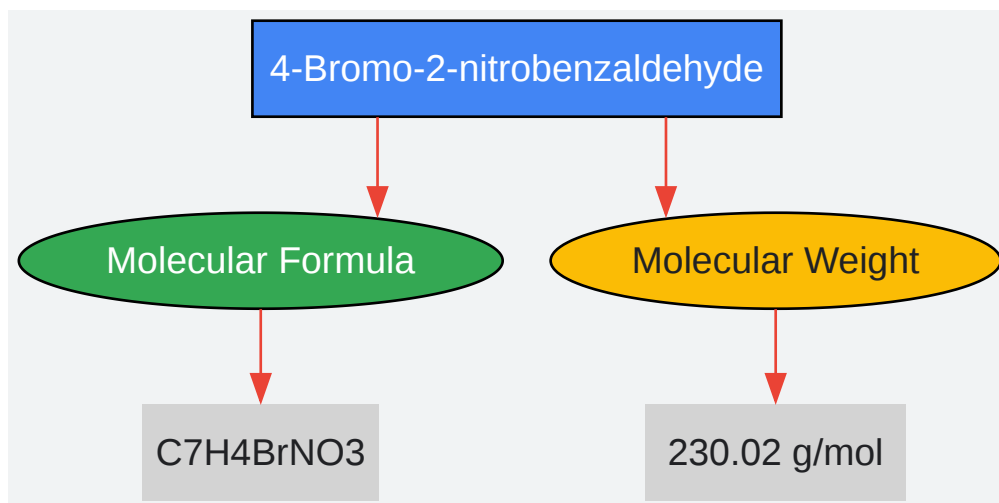 4-Bromo-2-nitrobenzaldehyde
Molecular Formula
Molecular Weight
C7H4BrNO3
230.02 g/mol